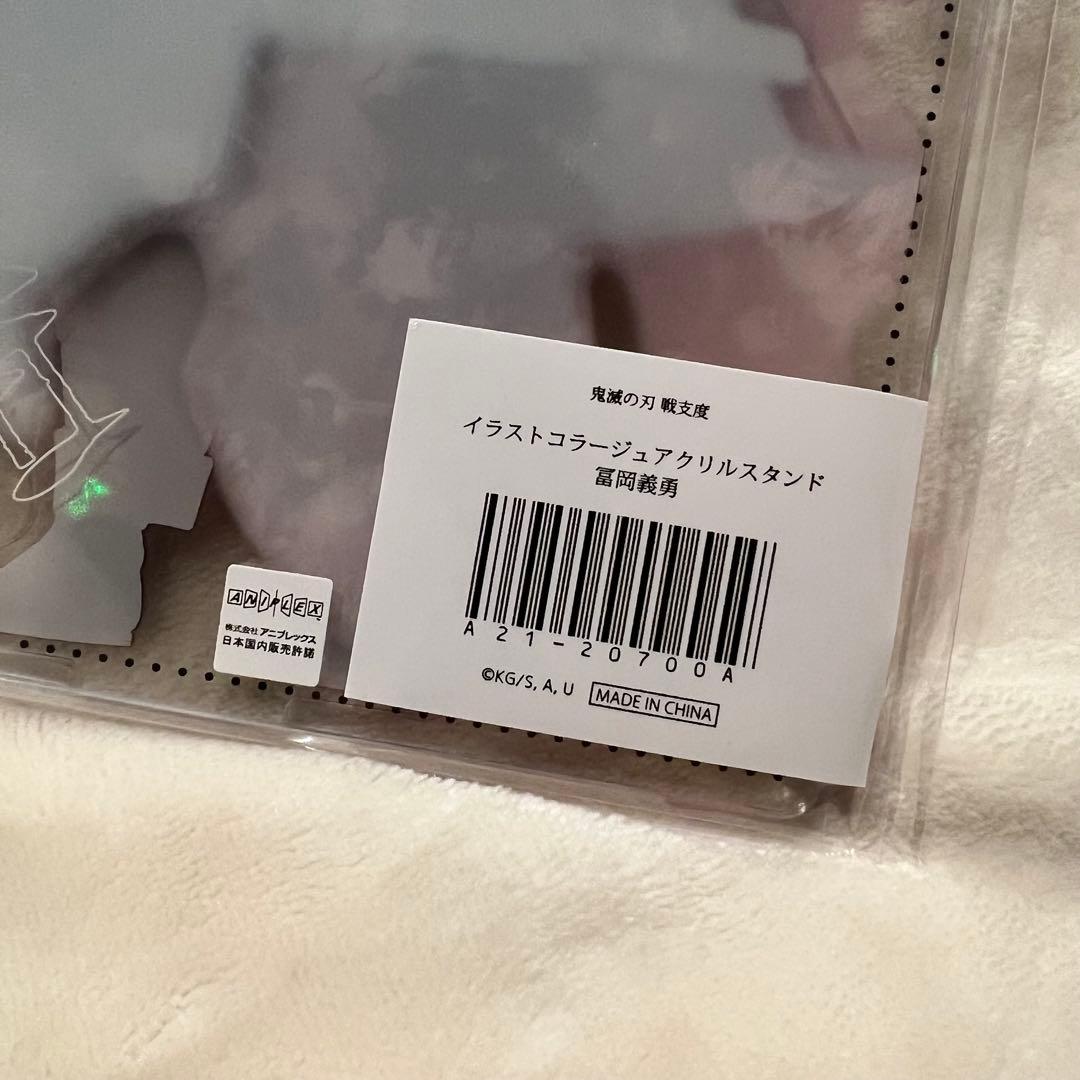 鬼滅の刃 戦支度
イラストコラージュアクリルスタンド
冨岡義勇
A21-20700A
©KG/S, A, U MADE IN CHINA
ANIPLEX
株式会社 アニプレックス
日本国内販売許諾